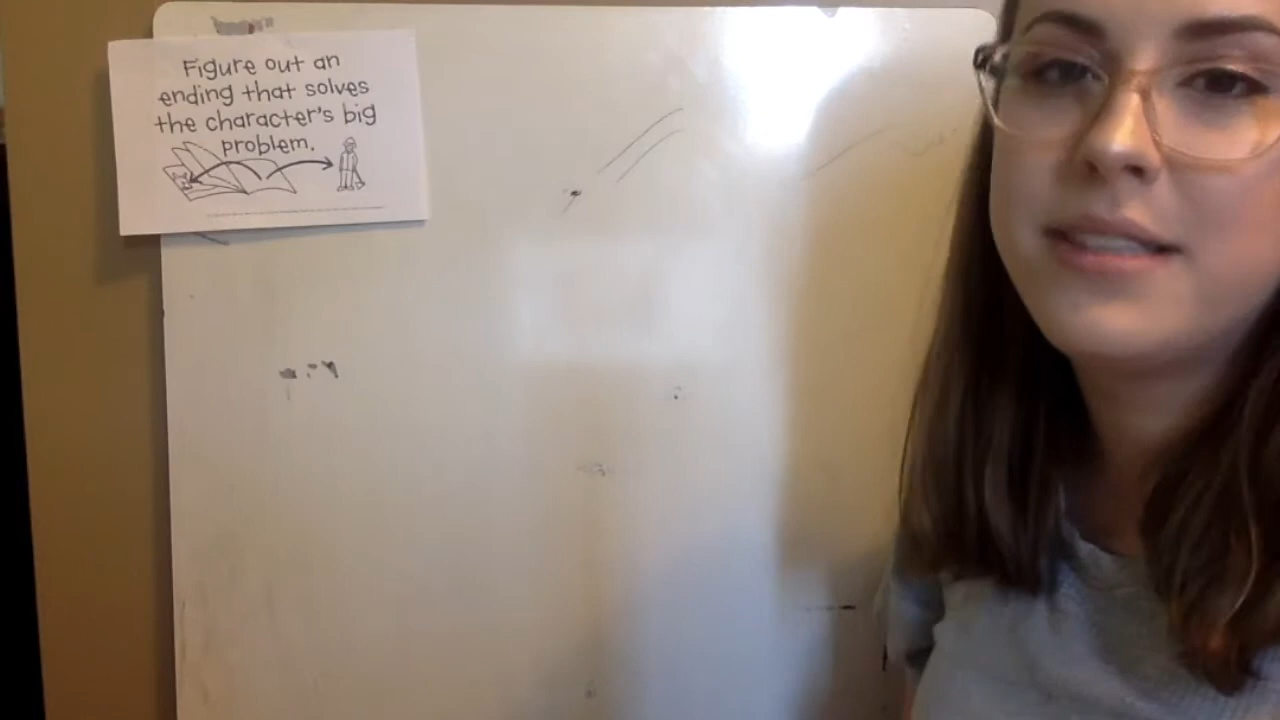 Figure out an
ending that solves
the character's big
problem.